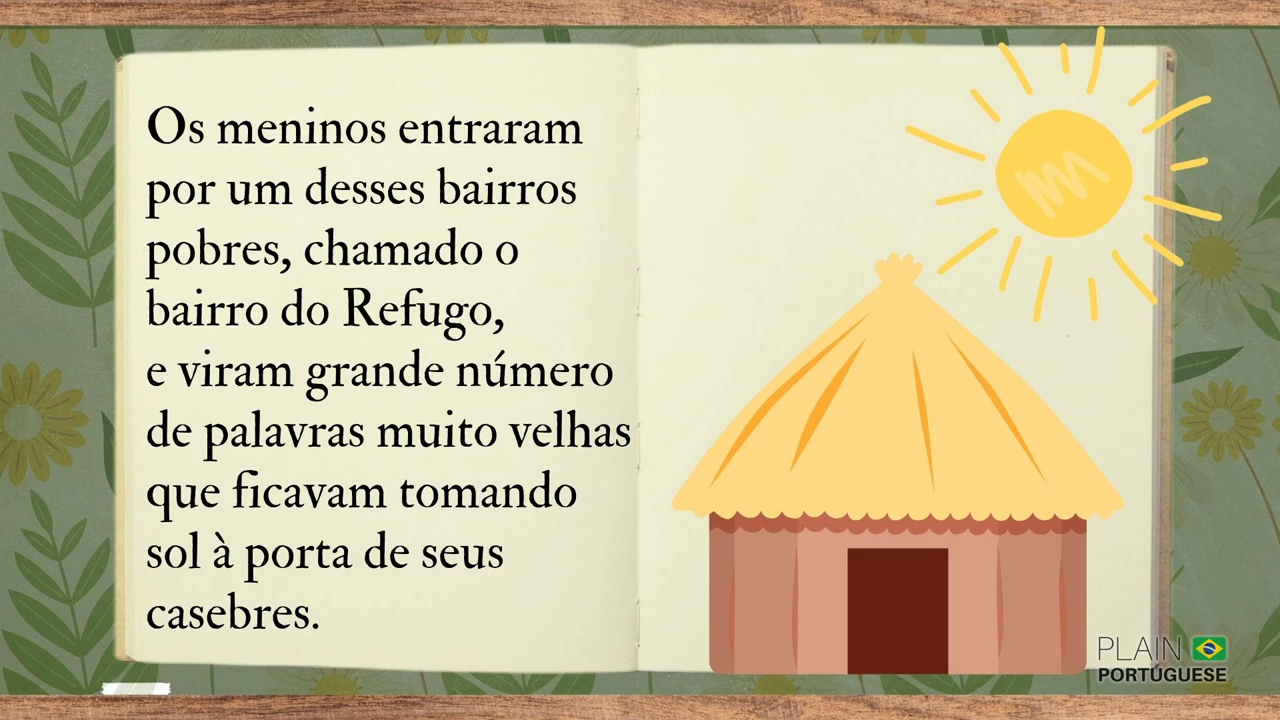 Os meninos entraram
por um desses bairros
pobres, chamado o
bairro do Refugo,
e viram grande número
de palavras muito velhas
que ficavam tomando
sol à porta de seus
casebres.
PLAIN
PORTUGUESE